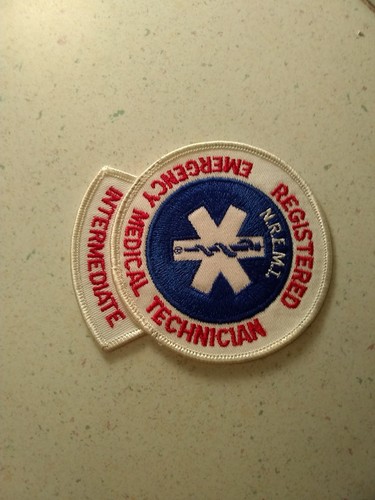 REGISTERED
N.R.E.M.T.
EMERGENCY MEDICAL TECHNICIAN
®
INTERMEDIATE